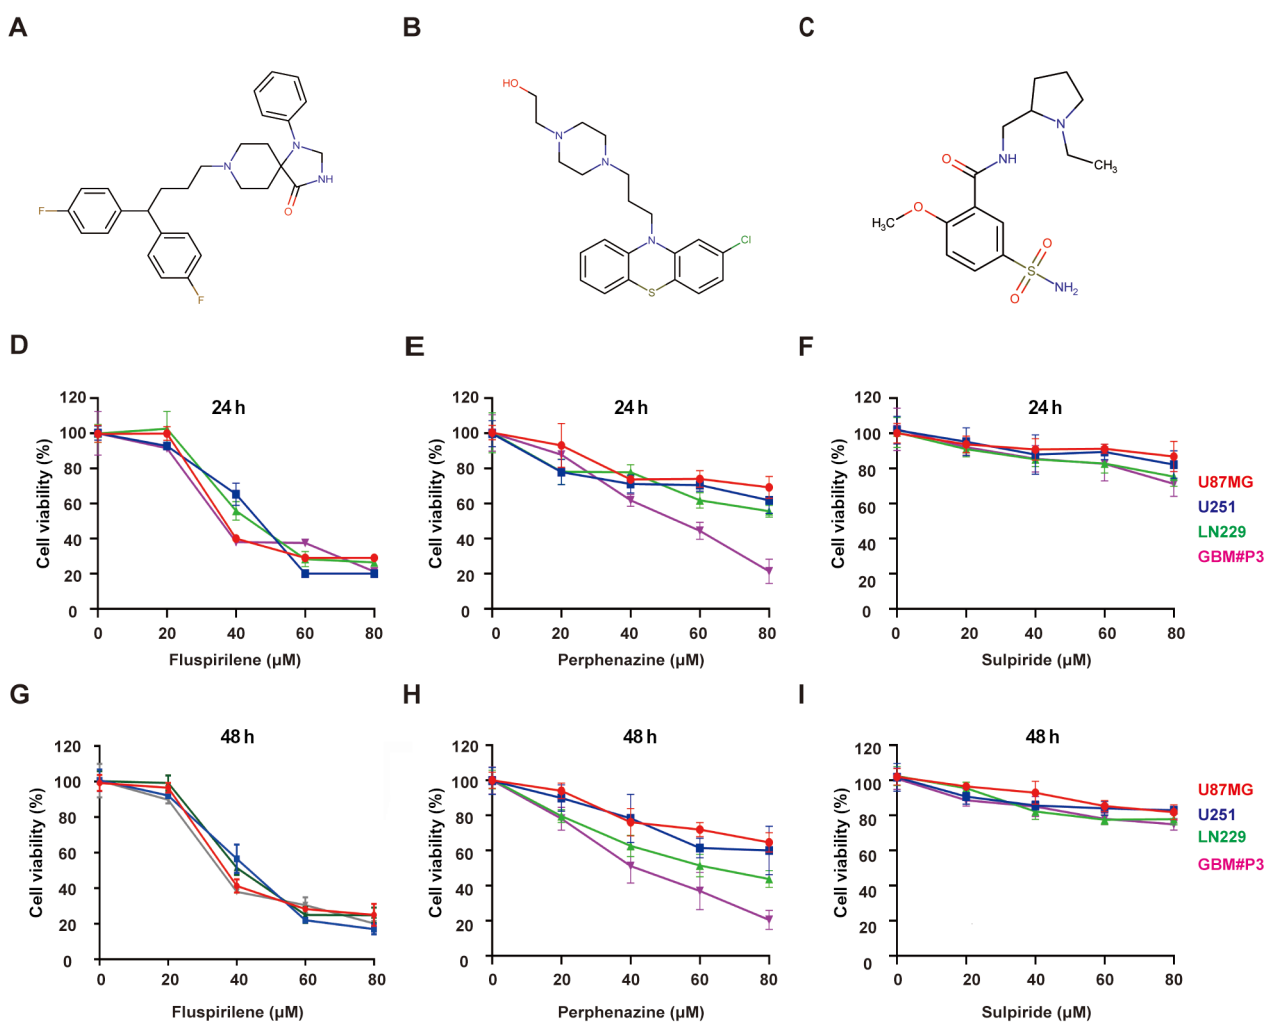 A
B
C
N
N
NH
O
F
F
HO
N
N
N
S
Cl
N
NH
O
CH3
H3C
O
O
S
O
NH2
D
E
F
24 h
24 h
24 h
Cell viability (%)
120
100
80
60
40
20
0
0 20 40 60 80
Fluspirilene (µM)
Cell viability (%)
120
100
80
60
40
20
0
0 20 40 60 80
Perphenazine (µM)
Cell viability (%)
120
100
80
60
40
20
0
0 20 40 60 80
Sulpiride (µM)
U87MG
U251
LN229
GBM#P3
G
H
I
48 h
48 h
48 h
Cell viability (%)
120
100
80
60
40
20
0
0 20 40 60 80
Fluspirilene (µM)
Cell viability (%)
120
100
80
60
40
20
0
0 20 40 60 80
Perphenazine (µM)
Cell viability (%)
120
100
80
60
40
20
0
0 20 40 60 80
Sulpiride (µM)
U87MG
U251
LN229
GBM#P3